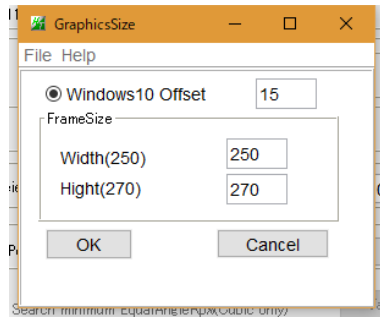 GraphicsSize
File Help
Windows10 Offset 15
FrameSize
Width(250) 250
Hight(270) 270
OK Cancel
Search minimum EqualAngleRpw(Cubic only)